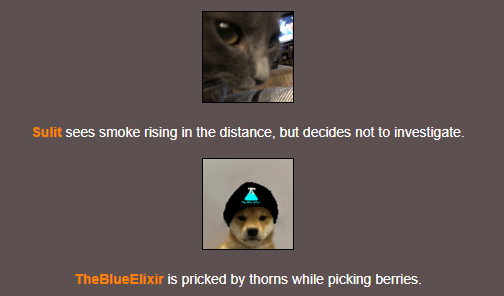 Sulit sees smoke rising in the distance, but decides not to investigate.
TheBlueElixir is pricked by thorns while picking berries.